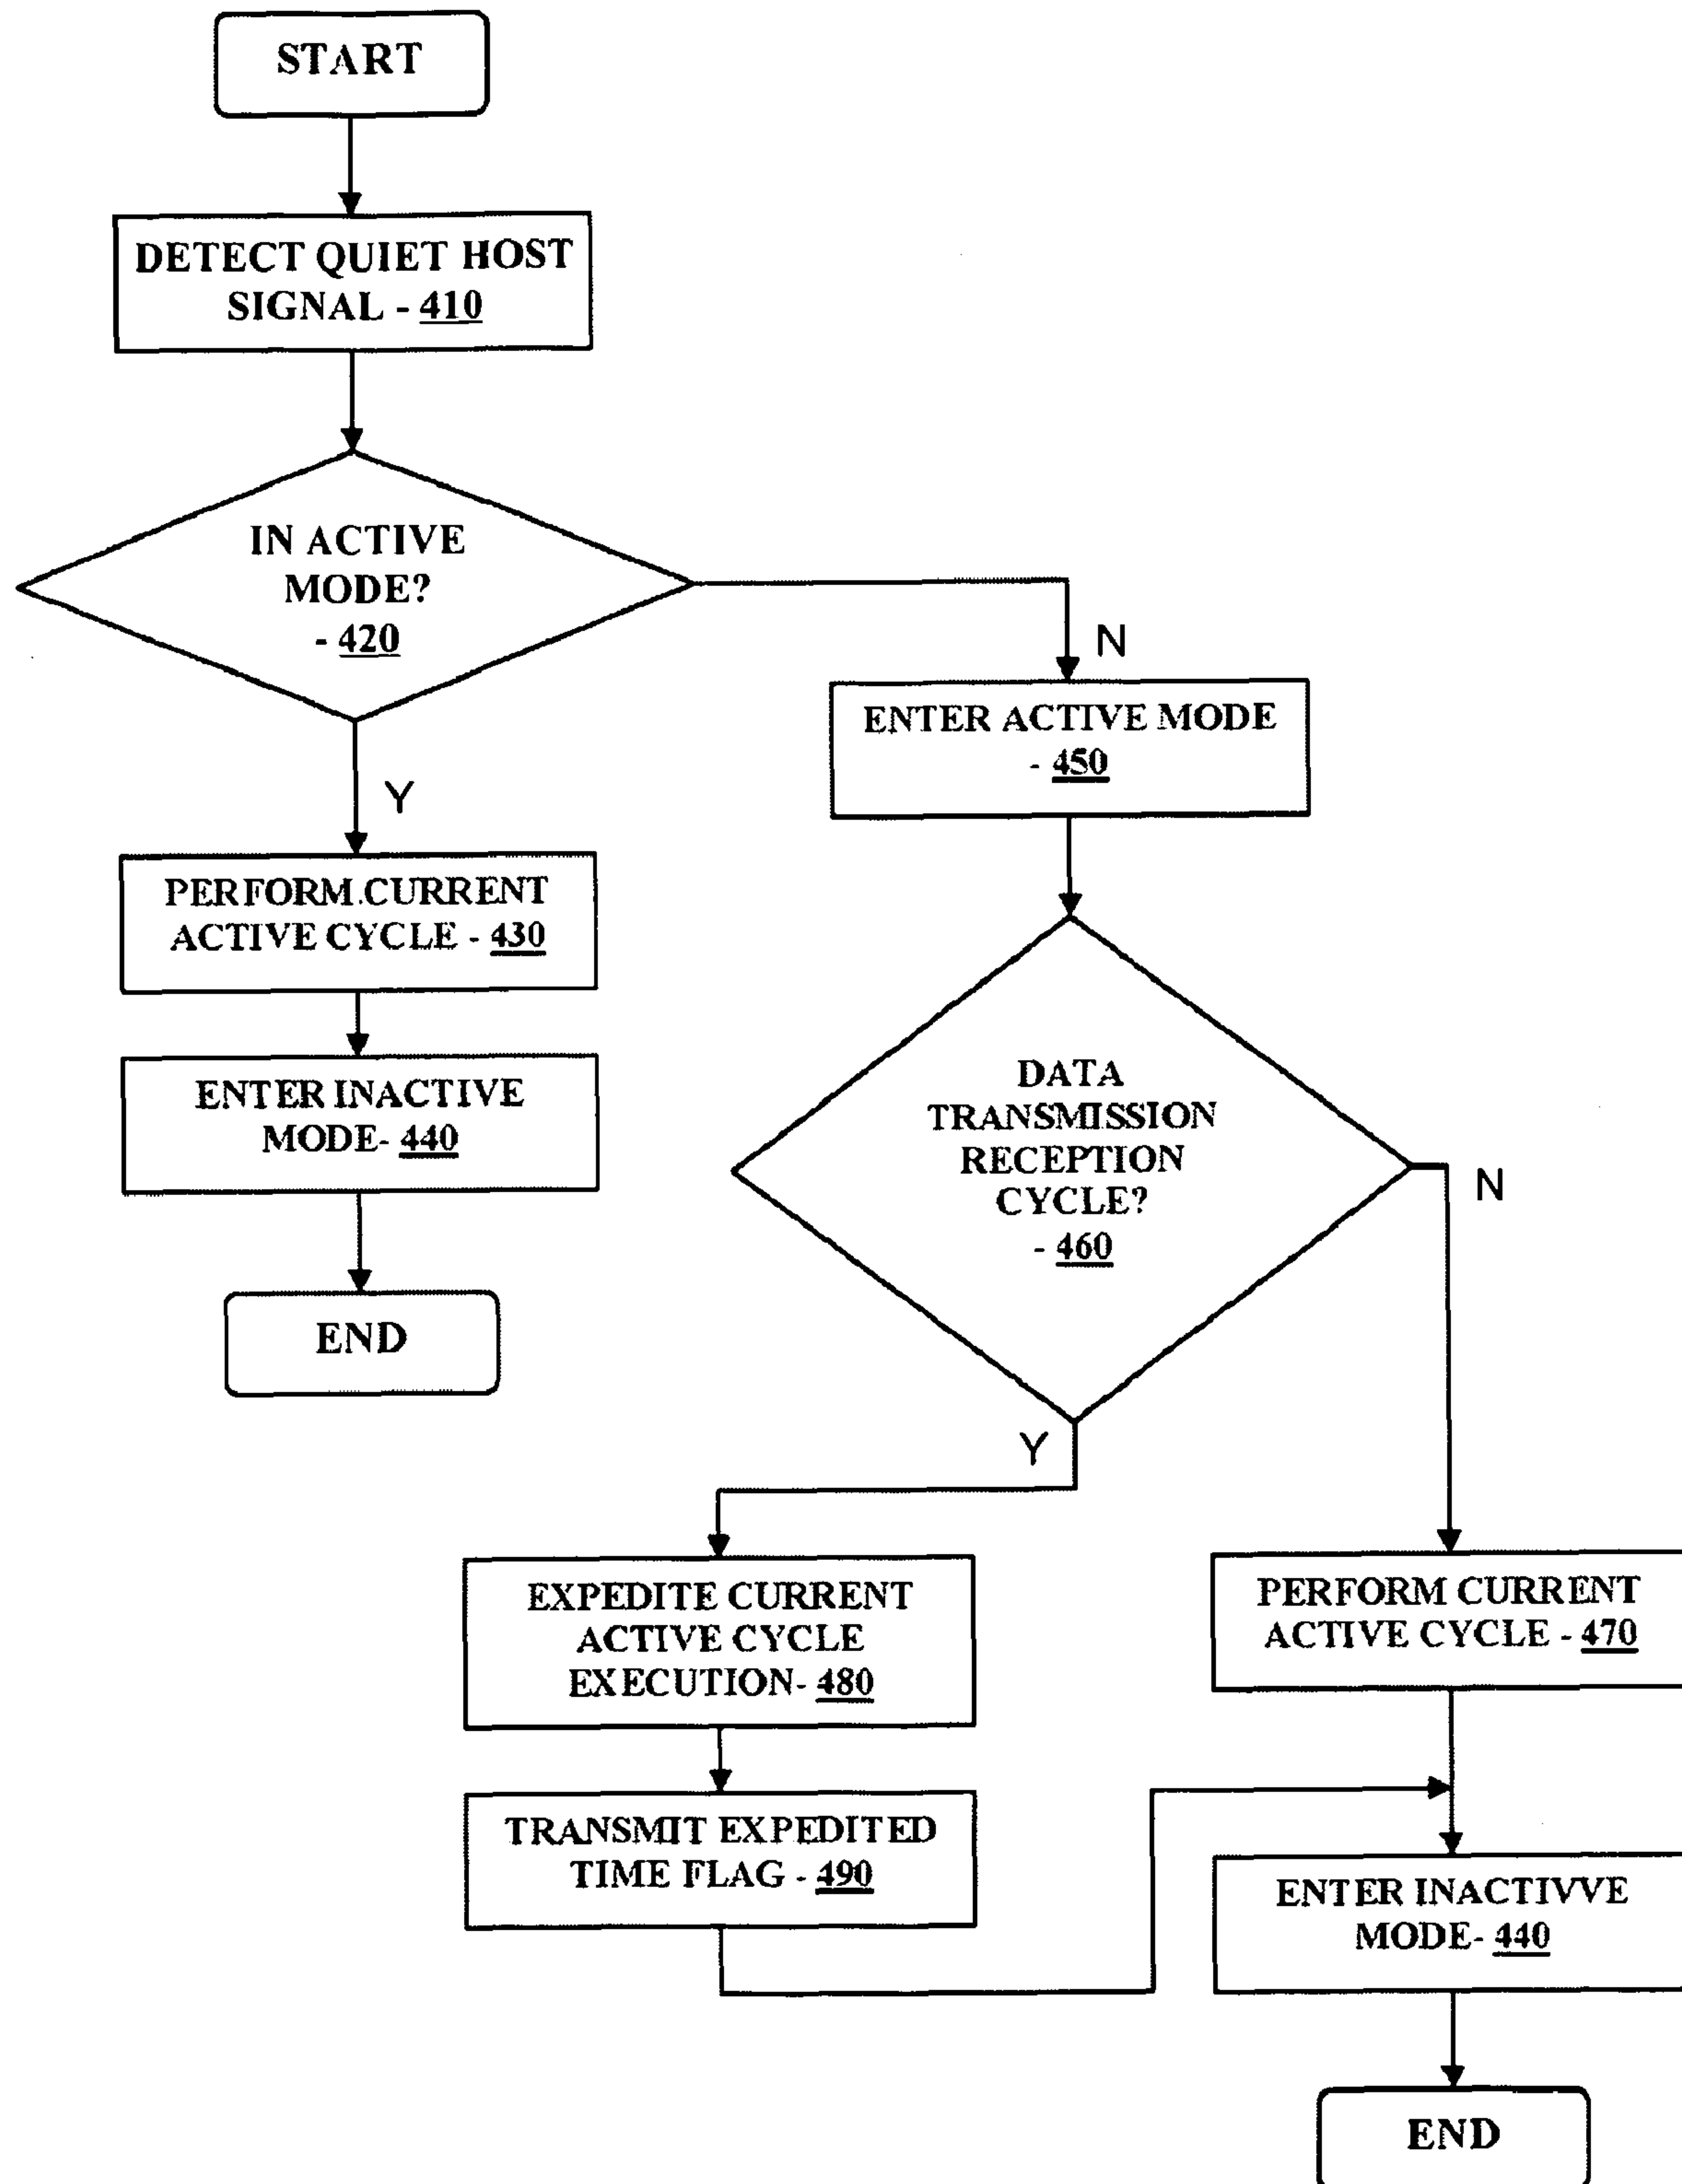 START
DETECT QUIET HOST
SIGNAL - 410
IN ACTIVE
MODE?
- 420
N
Y
ENTER ACTIVE MODE
- 450
PERFORM.CURRENT
ACTIVE CYCLE - 430
ENTER INACTIVE
MODE- 440
END
DATA
TRANSMISSION
RECEPTION
CYCLE?
- 460
N
Y
EXPEDITE CURRENT
ACTIVE CYCLE
EXECUTION- 480
PERFORM CURRENT
ACTIVE CYCLE - 470
TRANSMIT EXPEDITED
TIME FLAG - 490
ENTER INACTIVVE
MODE- 440
END